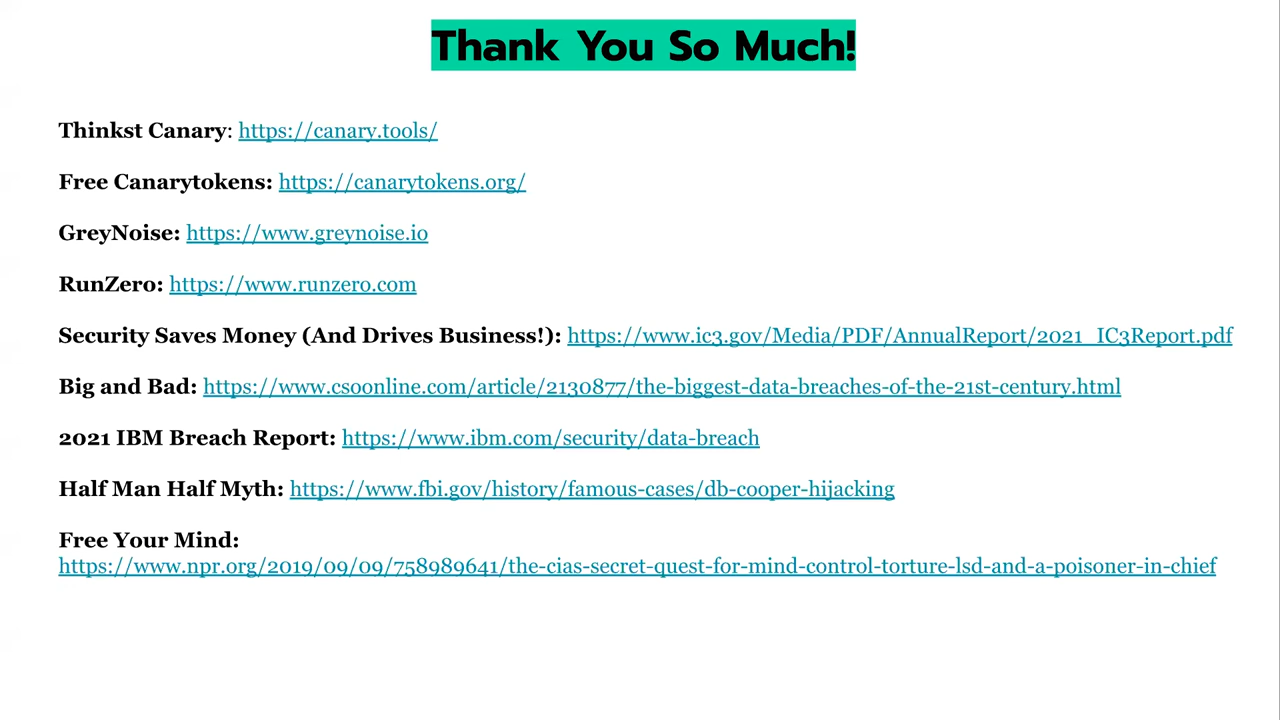 Thank You So Much!
Thinkst Canary: https://canary.tools/
Free Canarytokens: https://canarytokens.org/
GreyNoise: https://www.greynoise.io
RunZero: https://www.runzero.com
Security Saves Money (And Drives Business!): https://www.ic3.gov/Media/PDF/AnnualReport/2021_IC3Report.pdf
Big and Bad: https://www.csoonline.com/article/2130877/the-biggest-data-breaches-of-the-21st-century.html
2021 IBM Breach Report: https://www.ibm.com/security/data-breach
Half Man Half Myth: https://www.fbi.gov/history/famous-cases/db-cooper-hijacking
Free Your Mind:
https://www.npr.org/2019/09/09/758989641/the-cias-secret-quest-for-mind-control-torture-lsd-and-a-poisoner-in-chief